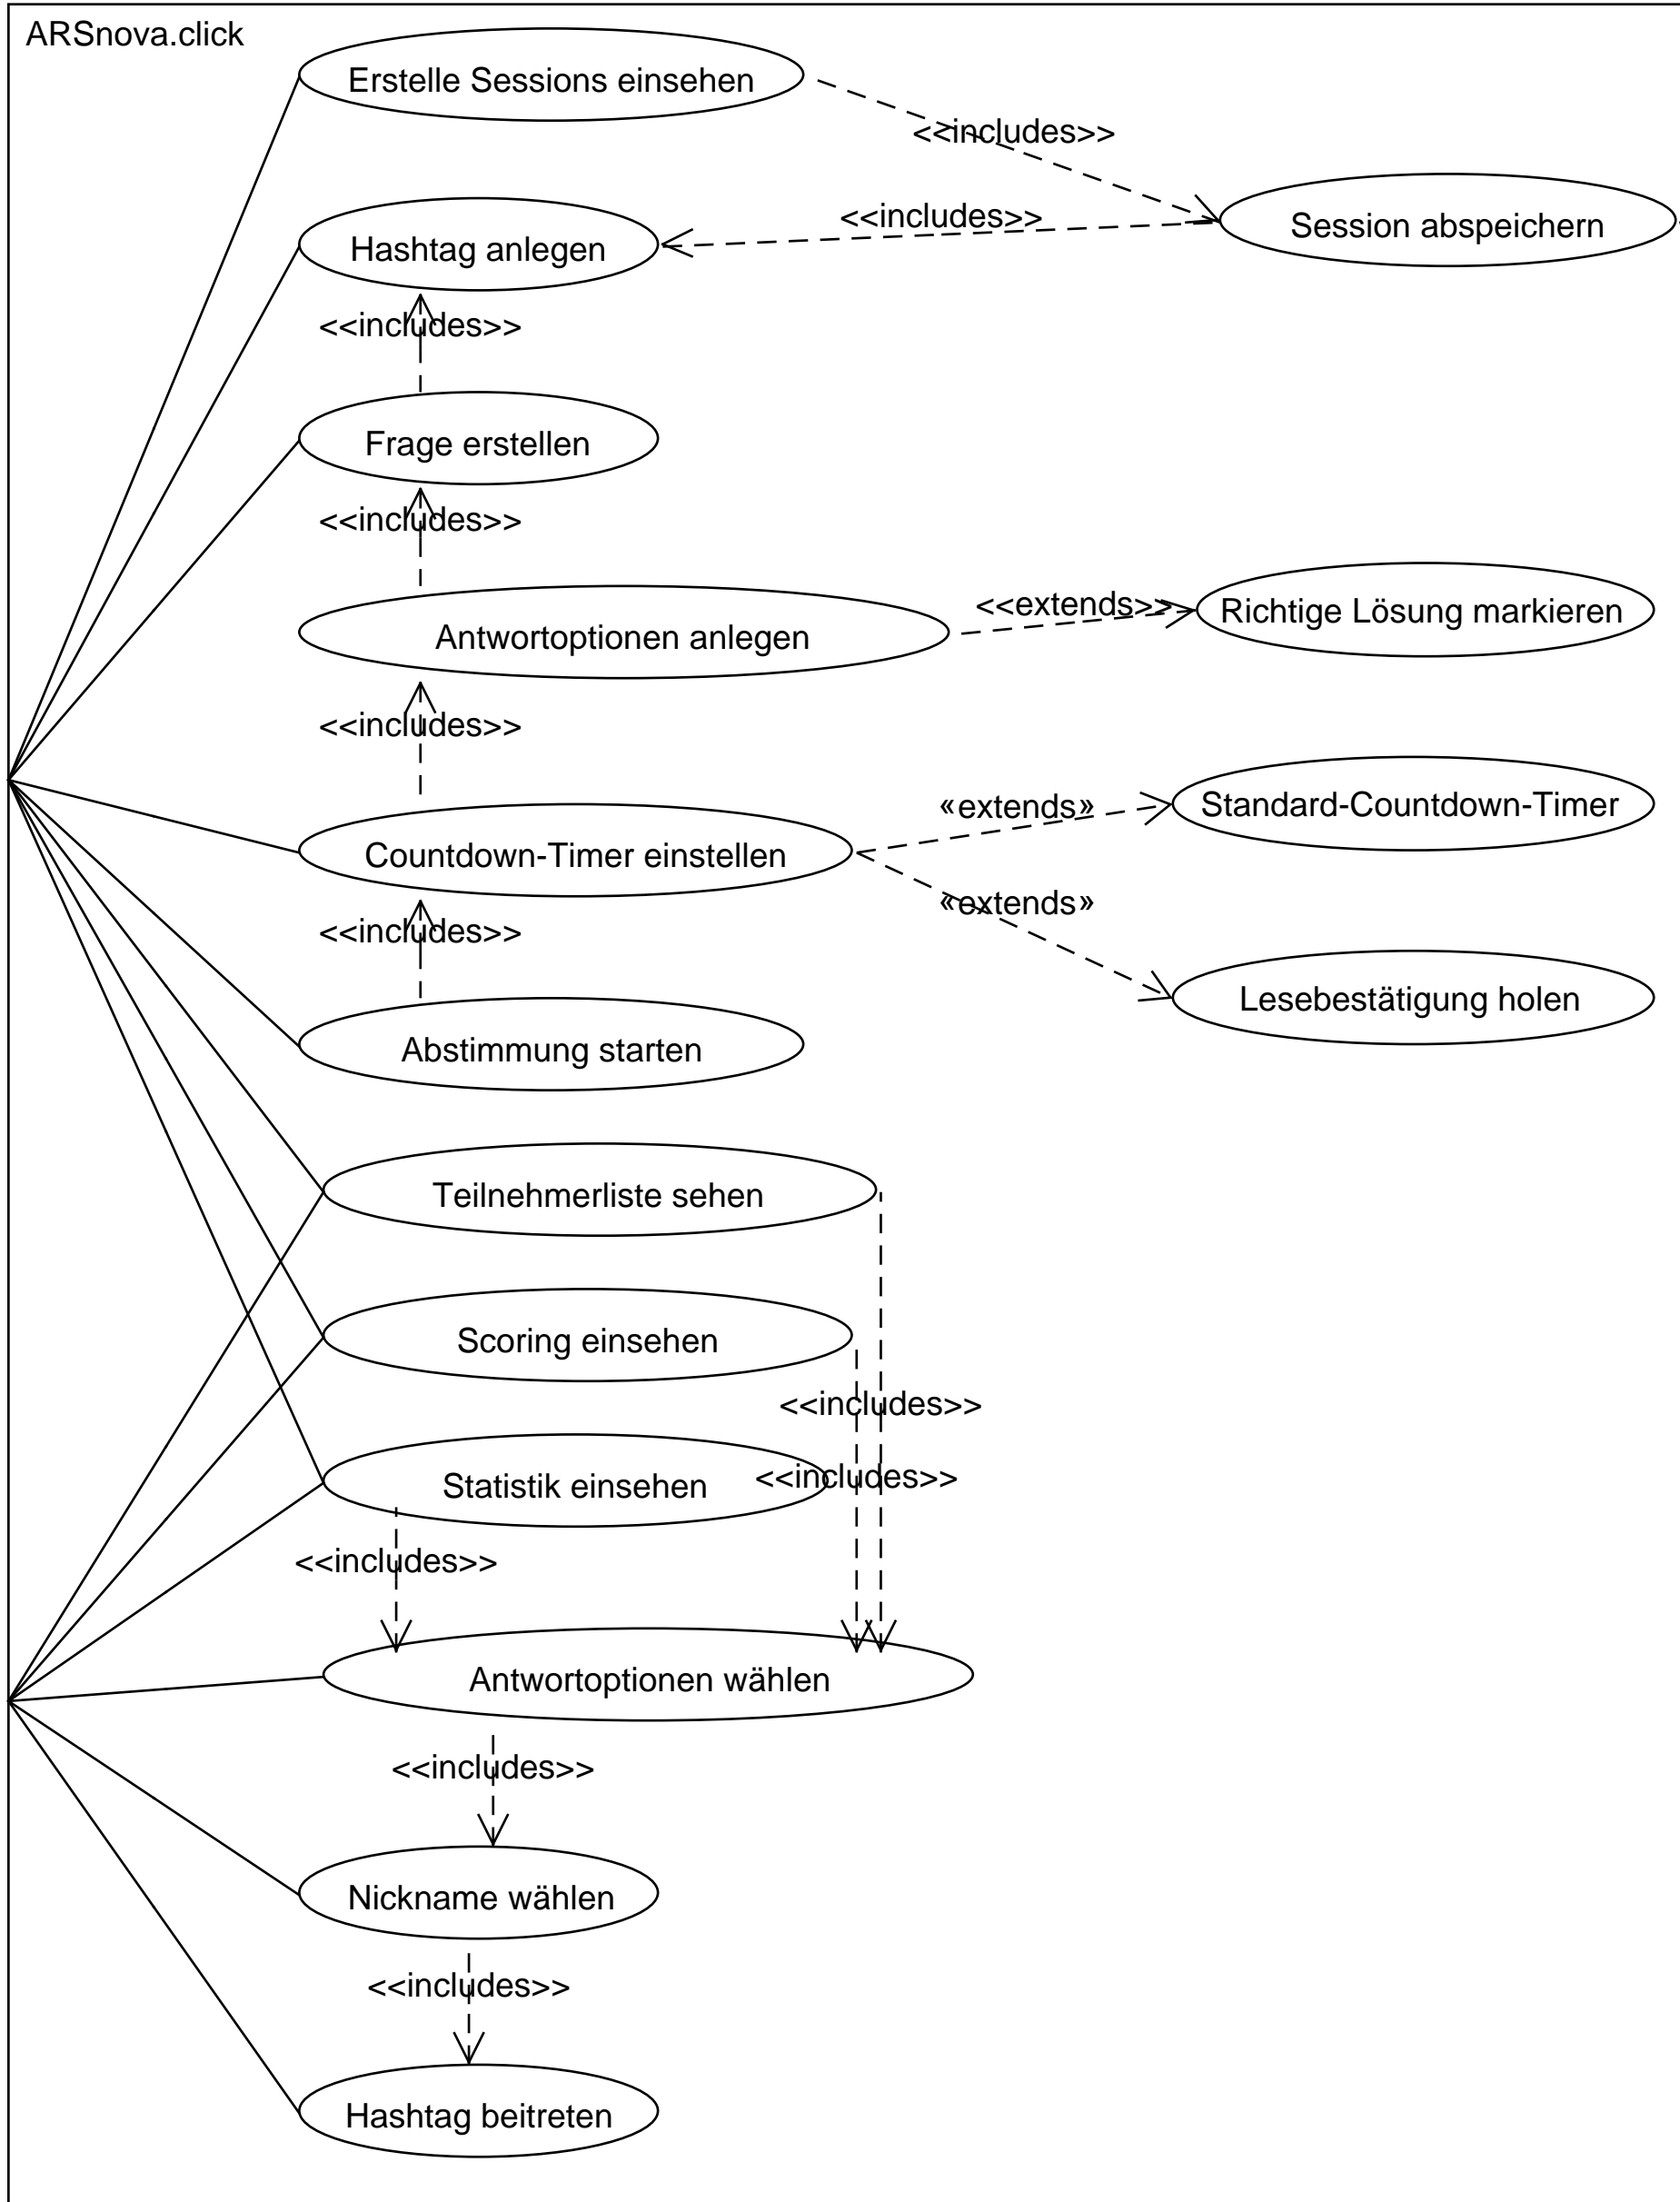 ARSnova.click
Erstelle Sessions einsehen
<<includes>>
<<includes>>
Session abspeichern
Hashtag anlegen
<<includes>>
Frage erstellen
<<includes>>
Antwortoptionen anlegen
<<extends>>
Richtige Lösung markieren
<<includes>>
Countdown-Timer einstellen
«extends»
Standard-Countdown-Timer
«extends»
Lesebestätigung holen
<<includes>>
Abstimmung starten
Teilnehmerliste sehen
Scoring einsehen
<<includes>>
Statistik einsehen
<<includes>>
<<includes>>
Antwortoptionen wählen
<<includes>>
Nickname wählen
<<includes>>
Hashtag beitreten